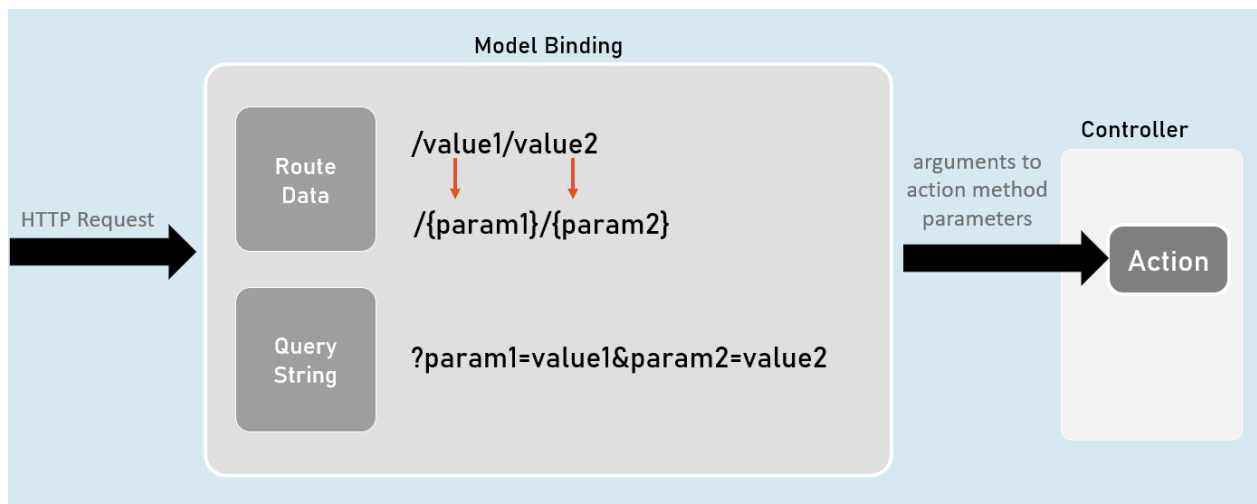 Model Binding
HTTP Request
Route
Data
/value1/value2
/{param1}/{param2}
Query
String
?param1=value1&param2=value2
arguments to
action method
parameters
Controller
Action